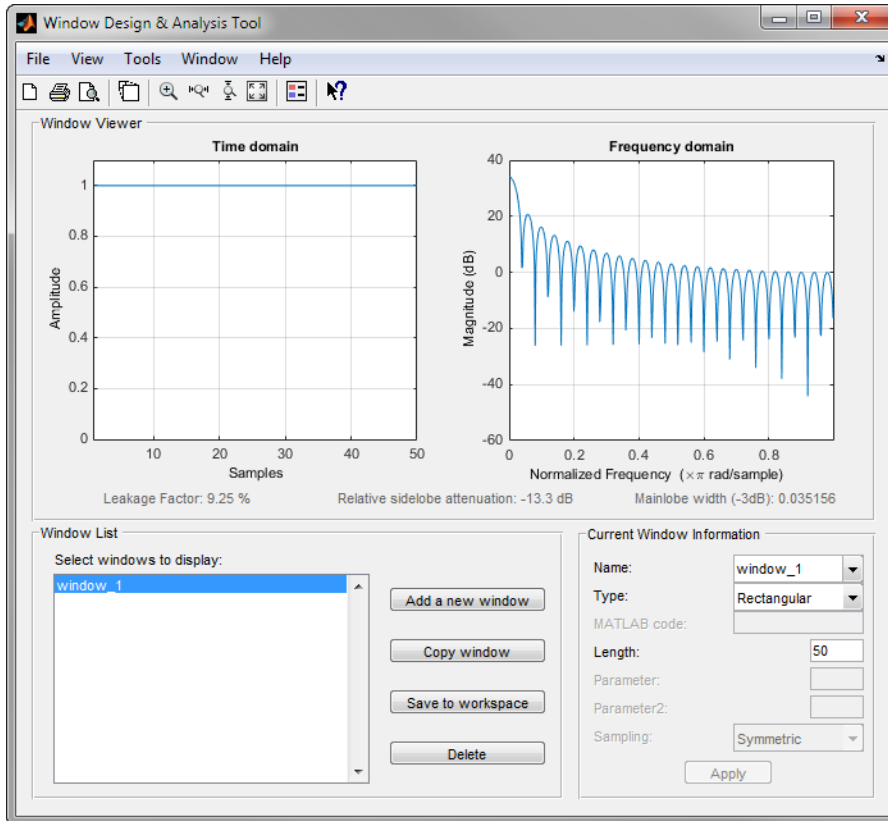 Window Design & Analysis Tool
File View Tools Window Help
Window Viewer
Time domain
Amplitude
1
0.8
0.6
0.4
0.2
0
10 20 30 40 50
Samples
Frequency domain
Magnitude (dB)
40
20
0
-20
-40
-60
0 0.2 0.4 0.6 0.8
Normalized Frequency (×π rad/sample)
Leakage Factor: 9.25 % Relative sidelobe attenuation: -13.3 dB Mainlobe width (-3dB): 0.035156
Window List
Select windows to display:
window_1
Add a new window
Copy window
Save to workspace
Delete
Current Window Information
Name: window_1
Type: Rectangular
MATLAB code:
Length: 50
Parameter:
Parameter2:
Sampling: Symmetric
Apply